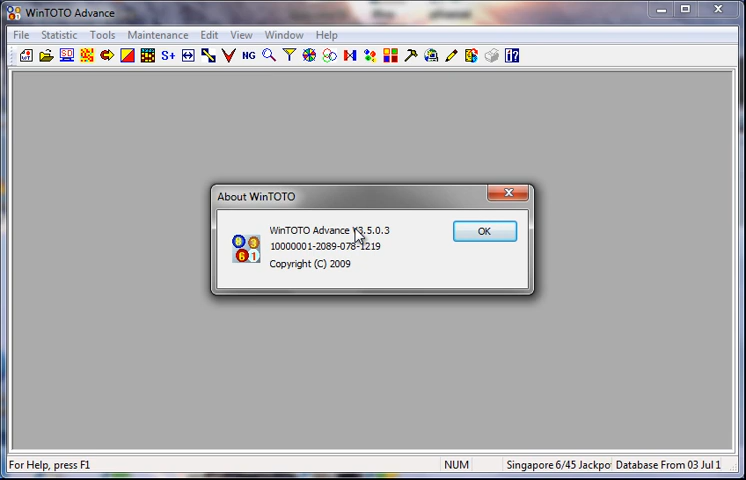 WinTOTO Advance
File Statistic Tools Maintenance Edit View Window Help
S+ NG
About WinTOTO
WinTOTO Advance V3.5.0.3
10000001-2089-078-1219
Copyright (C) 2009
OK
For Help, press F1 NUM Singapore 6/45 Jackpo Database From 03 Jul 1